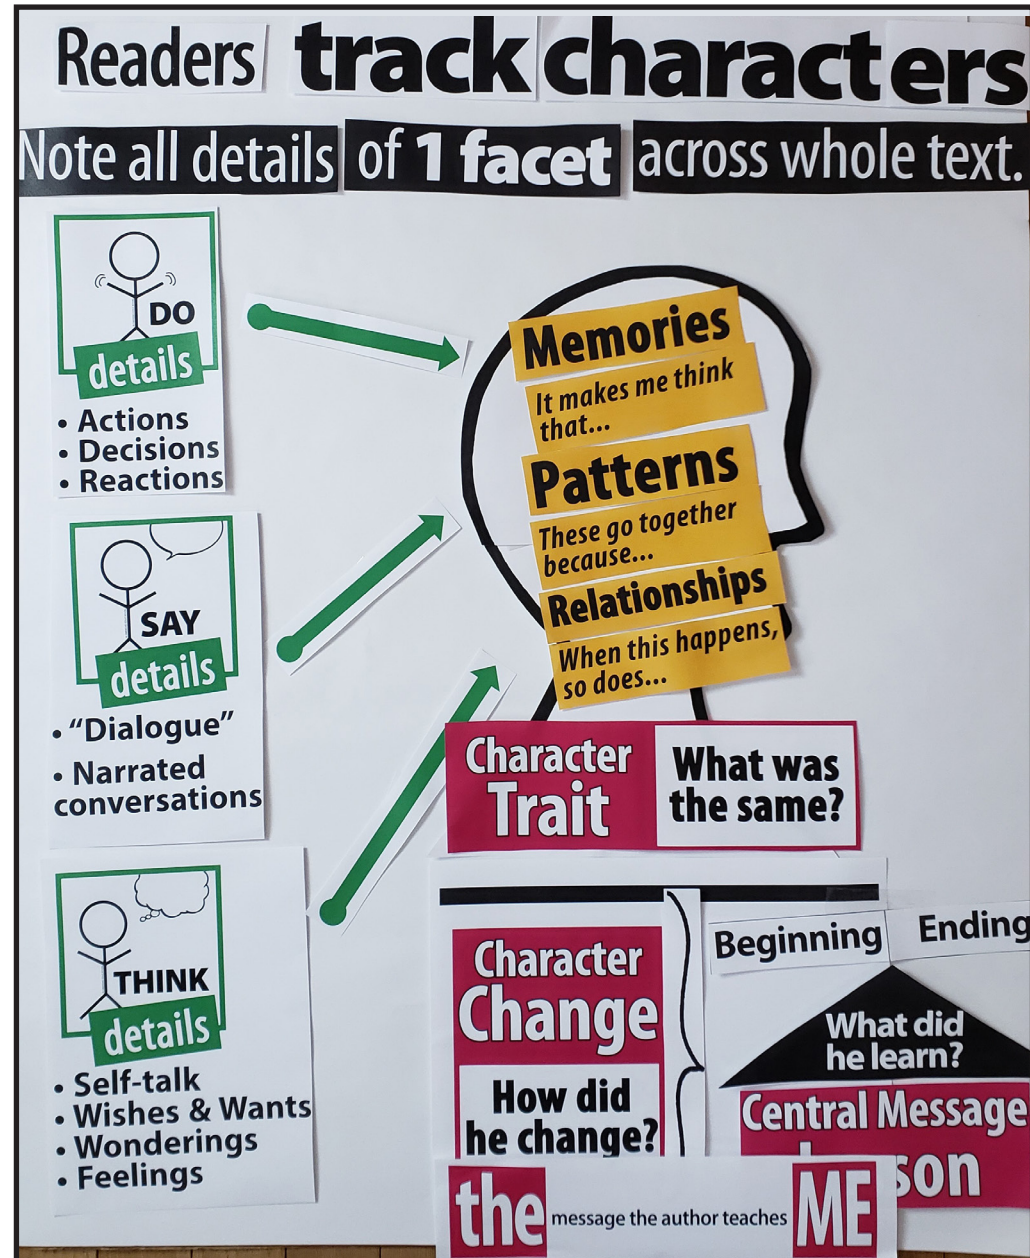 Readers track characters
Note all details of 1 facet across whole text.
DO
details
• Actions
• Decisions
• Reactions
SAY
details
• “Dialogue”
• Narrated
conversations
THINK
details
• Self-talk
• Wishes & Wants
• Wonderings
• Feelings
Memories
It makes me think
that...
Patterns
These go together
because...
Relationships
When this happens,
so does...
Character
Trait
What was
the same?
Character
Change
How did
he change?
Beginning
Ending
What did
he learn?
Central Message
son
the message the author teaches ME